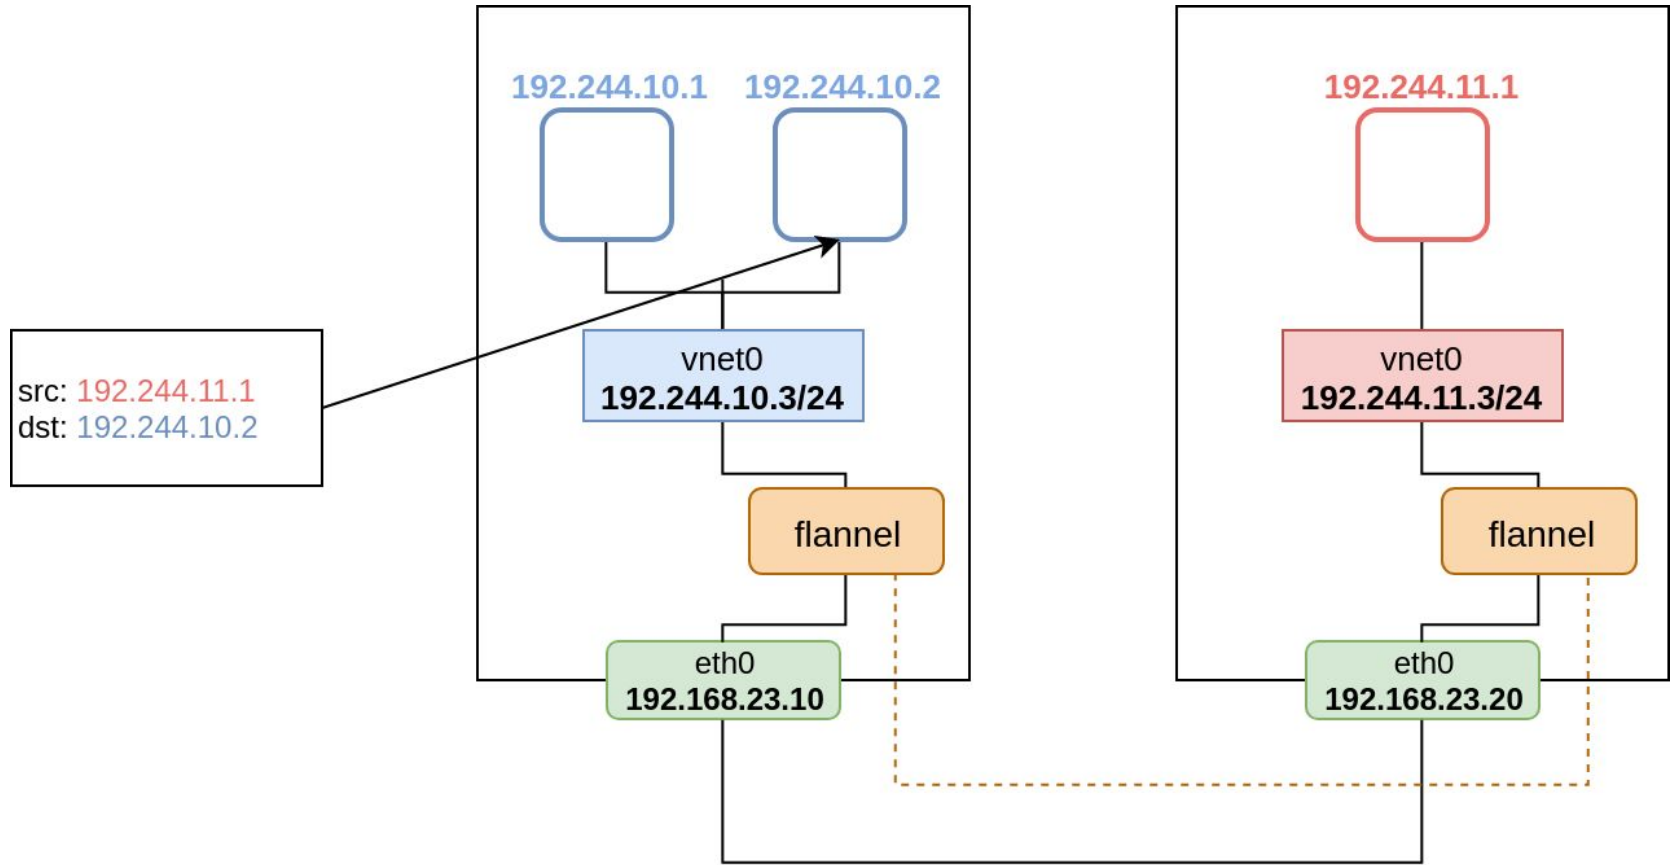 192.244.10.1
192.244.10.2
192.244.11.1
src: 192.244.11.1
dst: 192.244.10.2
vnet0
192.244.10.3/24
vnet0
192.244.11.3/24
flannel
flannel
eth0
192.168.23.10
eth0
192.168.23.20